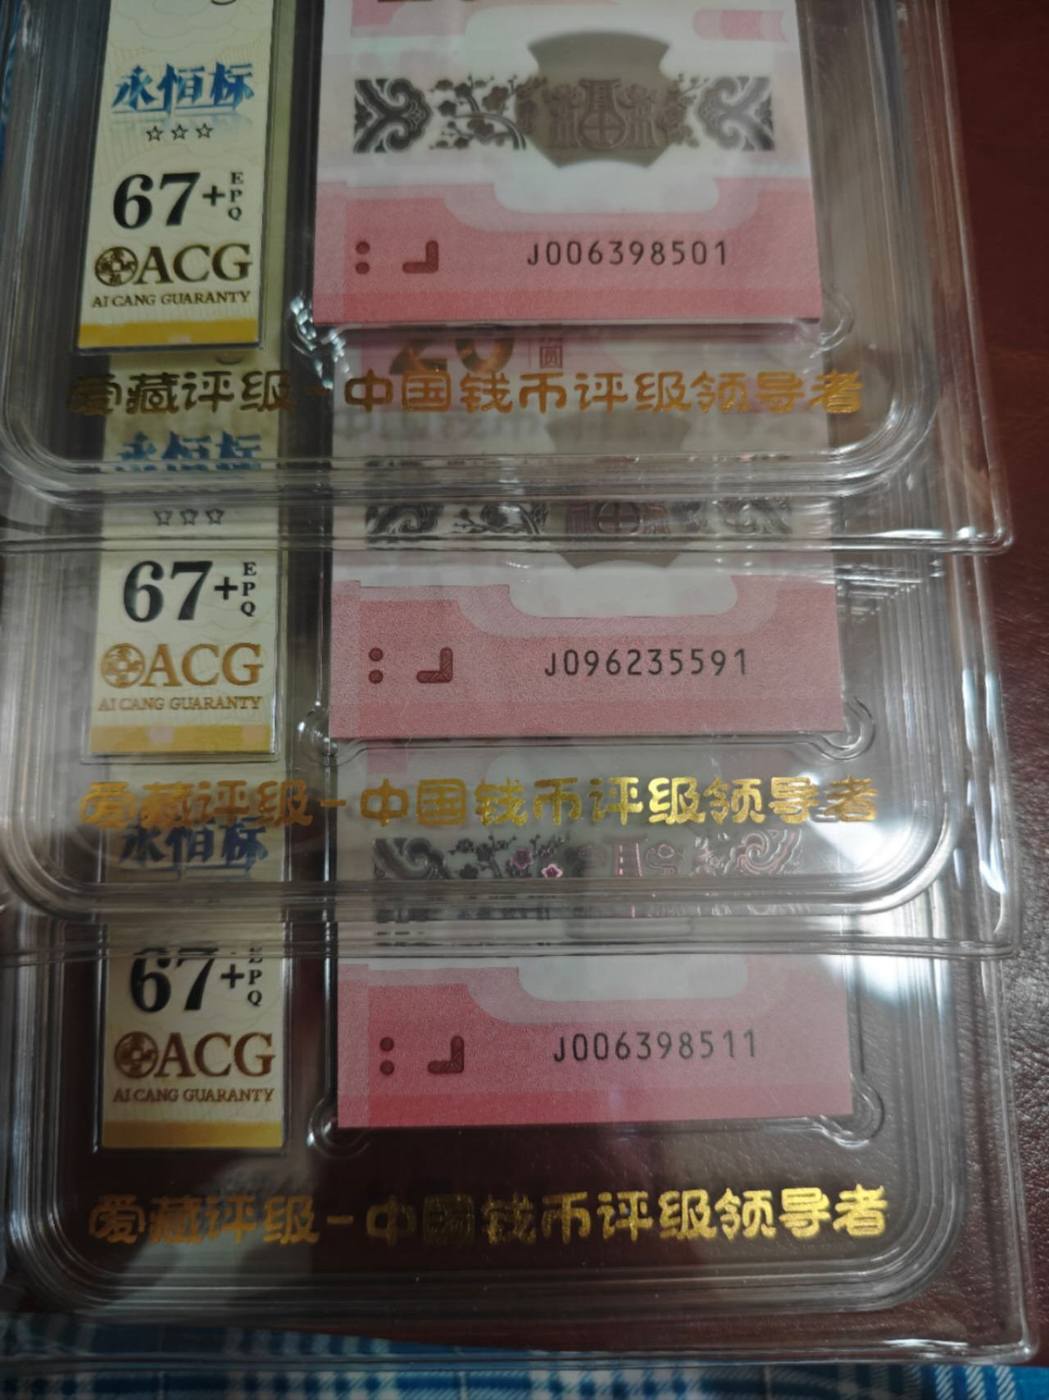 永恒标
☆☆☆
67+EPQ
ACG
AI CANG GUARANTY
J006398501
20圆
爱藏评级-中国钱币评级领导者
永恒标
☆☆☆
67+EPQ
ACG
AI CANG GUARANTY
J096235591
爱藏评级-中国钱币评级领导者
永恒标
67+EPQ
ACG
AI CANG GUARANTY
J006398511
爱藏评级-中国钱币评级领导者